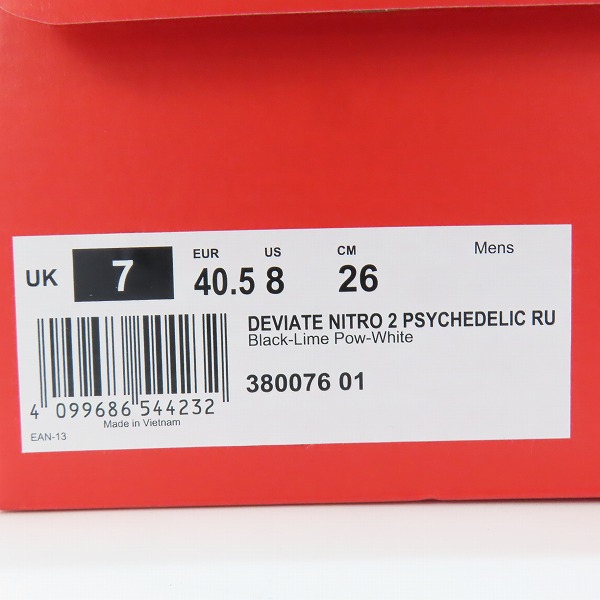 EUR US CM Mens
UK 7 40.5 8 26
DEVIATE NITRO 2 PSYCHEDELIC RU
Black-Lime Pow-White
380076 01
4 099686 544232
Made in Vietnam
EAN-13